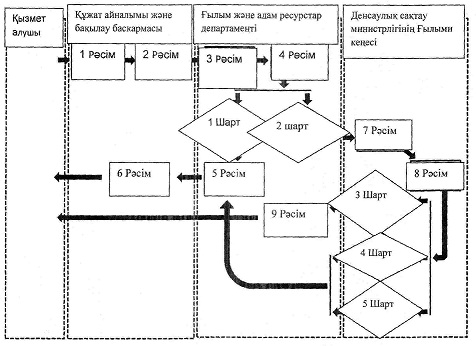 Қызмет
алушы
Құжат айналымы және
бақылау баскармасы
Ғылым және адам ресурстар
департаменті
Денсаулық сақтау
министрлігінің Ғылыми
кеңесі
1 Рәсім
2 Рәсім
3 Рәсім
4 Рәсім
1 Шарт
2 шарт
7 Рәсім
6 Рәсім
5 Рәсім
8 Рәсім
3 Шарт
9 Рәсім
4 Шарт
5 Шарт